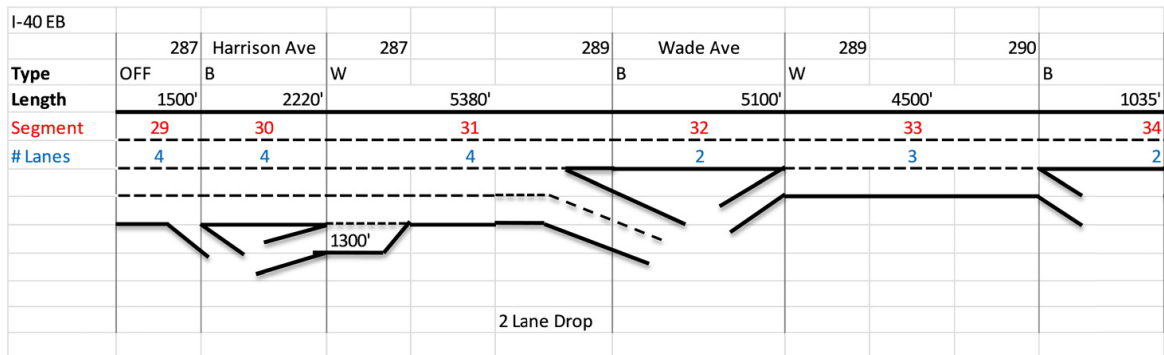 I-40 EB
287 Harrison Ave 287 289 Wade Ave 289 290
Type OFF B W B W B
Length 1500' 2220' 5380' 5100' 4500' 1035'
Segment 29 30 31 32 33 34
# Lanes 4 4 4 2 3 2
1300'
2 Lane Drop